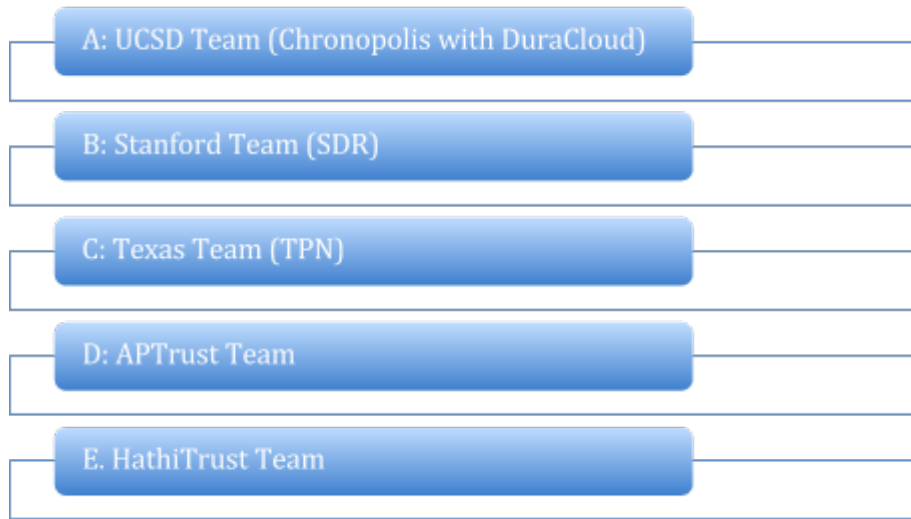 A: UCSD Team (Chronopolis with DuraCloud)
B: Stanford Team (SDR)
C: Texas Team (TPN)
D: APTrust Team
E. HathiTrust Team